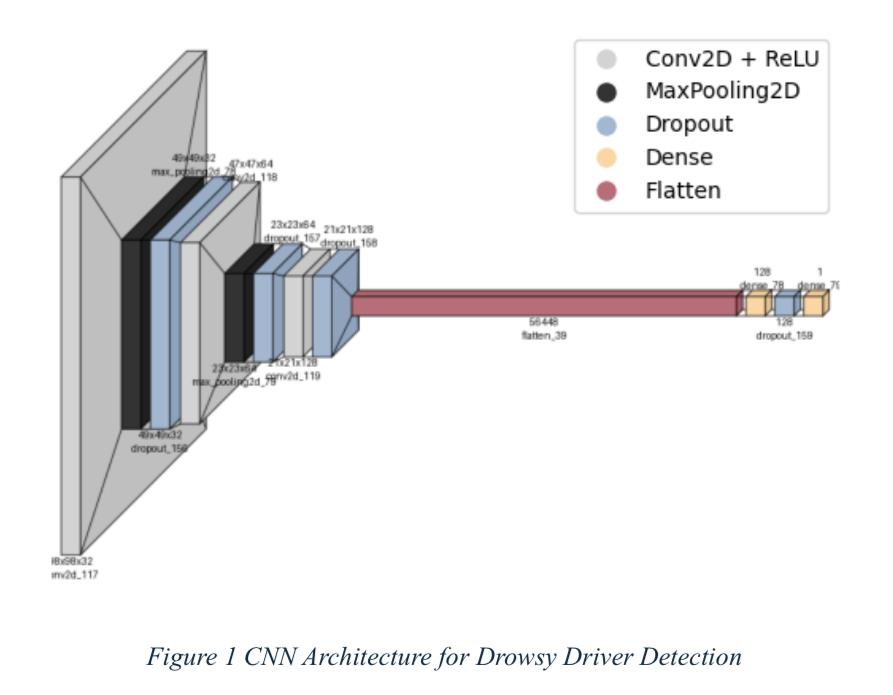 Conv2D + ReLU
MaxPooling2D
Dropout
Dense
Flatten
49x49x32
max_pooling2d_78
47x47x64
conv2d_118
23x23x64
dropout_157
21x21x128
dropout_158
128
dense_78
1
dense_79
56448
flatten_39
128
dropout_159
23x23x64
max_pooling2d_79
21x21x128
conv2d_119
49x49x32
dropout_156
98x98x32
nv2d_117
Figure 1 CNN Architecture for Drowsy Driver Detection